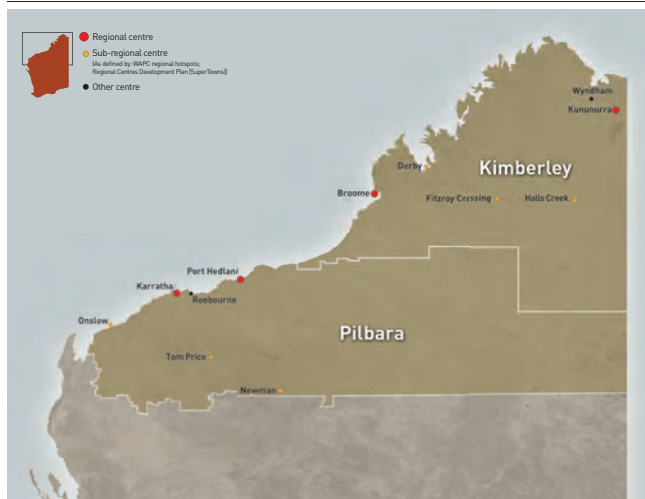 Regional centre
Sub-regional centre
(As defined by: WAPC regional hotspots;
Regional Centres Development Plan (SuperTowns))
Other centre
Wyndham
Kununurra
Derby
Kimberley
Broome
Fitzroy Crossing
Halls Creek
Port Hedland
Karratha
Roebourne
Onslow
Pilbara
Tom Price
Newman